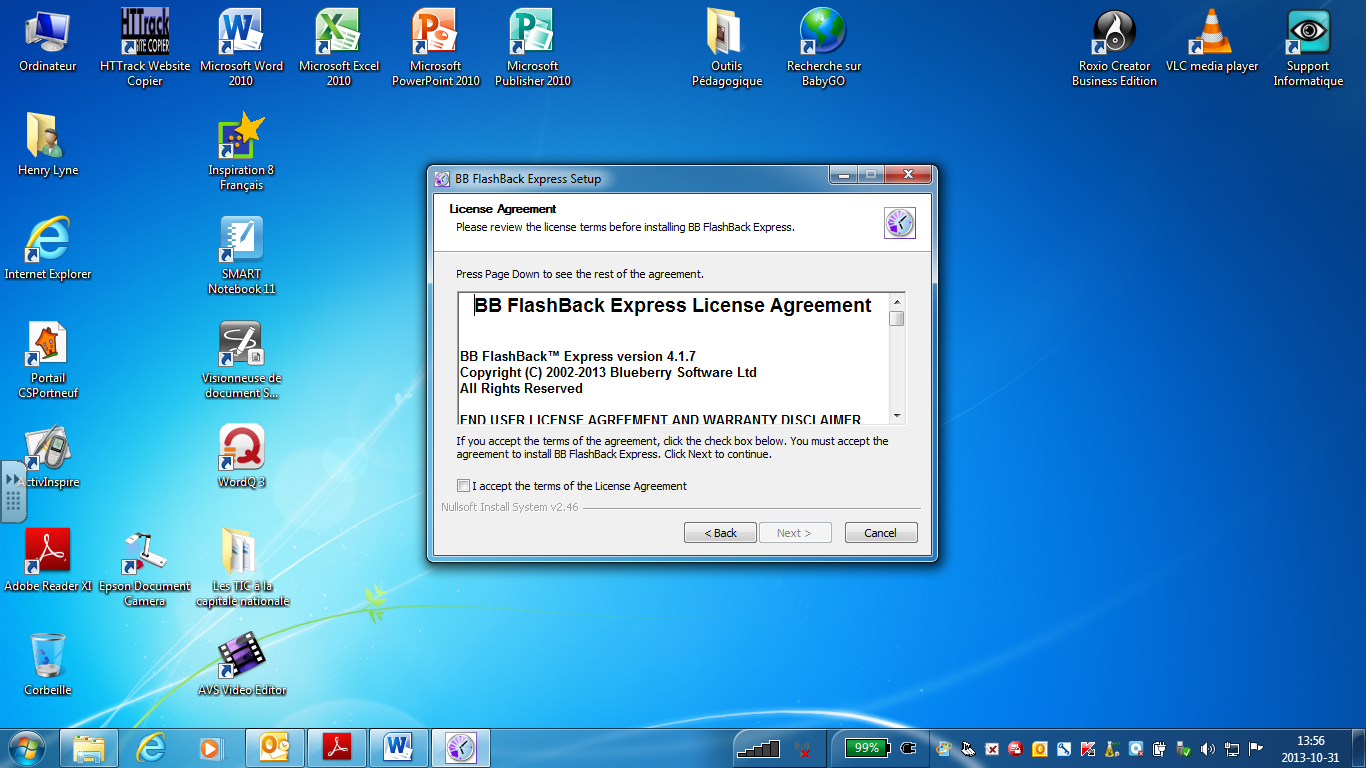 Ordinateur
HTTrack Website
Copier
Microsoft Word
2010
Microsoft Excel
2010
Microsoft
PowerPoint 2010
Microsoft
Publisher 2010
Outils
Pédagogique
Recherche sur
BabyGO
Roxio Creator
Business Edition
VLC media player
Support
Informatique
Henry Lyne
Inspiration 8
Français
Internet Explorer
SMART
Notebook 11
Portail
CSPortneuf
Visionneuse de
document S...
ActivInspire
WordQ 3
Adobe Reader XI
Epson Document
Camera
Les TIC à la
capitale nationale
Corbeille
AVS Video Editor
BB FlashBack Express Setup
License Agreement
Please review the license terms before installing BB FlashBack Express.
Press Page Down to see the rest of the agreement.
BB FlashBack Express License Agreement
BB FlashBack™ Express version 4.1.7
Copyright (C) 2002-2013 Blueberry Software Ltd
All Rights Reserved
END USER LICENSE AGREEMENT AND WARRANTY DISCLAIMER
If you accept the terms of the agreement, click the check box below. You must accept the
agreement to install BB FlashBack Express. Click Next to continue.
I accept the terms of the License Agreement
Nullsoft Install System v2.46
< Back
Next >
Cancel
99%
13:56
2013-10-31